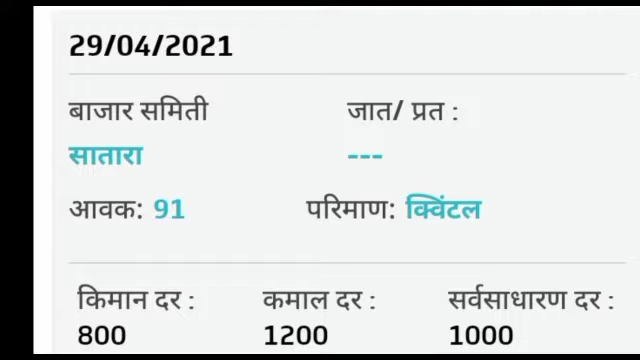 29/04/2021
बाजार समिती जात/ प्रत :
सातारा ---
आवक: 91 परिमाण: क्विंटल
किमान दर : कमाल दर : सर्वसाधारण दर :
800 1200 1000